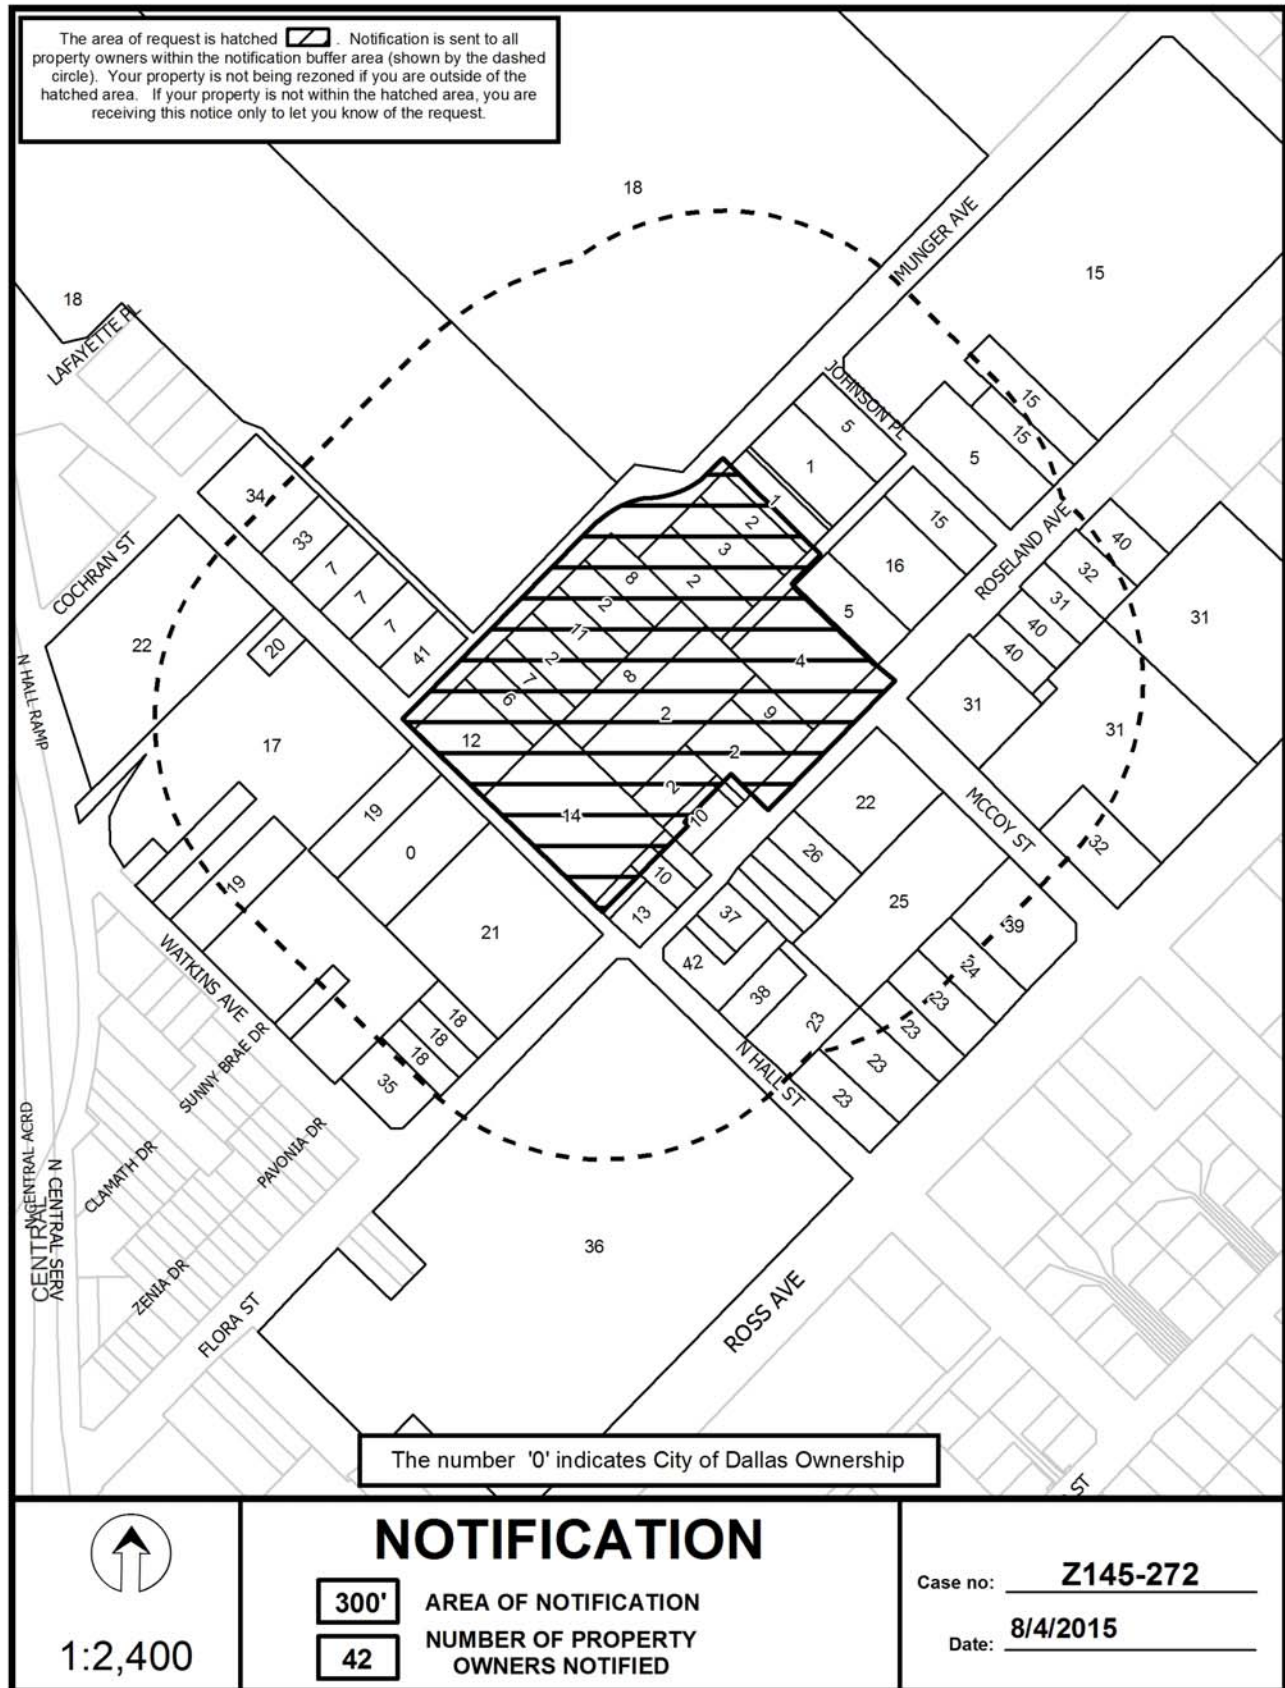 The area of request is hatched . Notification is sent to all
property owners within the notification buffer area (shown by the dashed
circle). Your property is not being rezoned if you are outside of the
hatched area. If your property is not within the hatched area, you are
receiving this notice only to let you know of the request.
18
MUNGER AVE
15
18
LAFAYETTE PL
JOHNSON PL
15
5
15
5
1
34
1
15
2
40
33
3
ROSELAND AVE
COCHRAN ST
16
32
8
2
7
31
2
5
31
7
11
40
22
20
7
2
4
40
41
8
7
N HALL RAMP
6
2
9
31
31
12
17
2
2
22
MCCOY ST
19
14
10
26
32
0
10
19
25
37
13
39
21
42
24
WATKINS AVE
38
23
18
23
23
18
N HALL ST
18
23
SUNNY BRAE DR
35
23
N CENTRAL ACRD
PAVONIA DR
CLAMATH DR
N CENTRAL SERV
CENTRAL
36
ZENIA DR
ROSS AVE
FLORA ST
The number '0' indicates City of Dallas Ownership
ST
1:2,400
NOTIFICATION
300' AREA OF NOTIFICATION
42 NUMBER OF PROPERTY
OWNERS NOTIFIED
Case no: Z145-272
Date: 8/4/2015